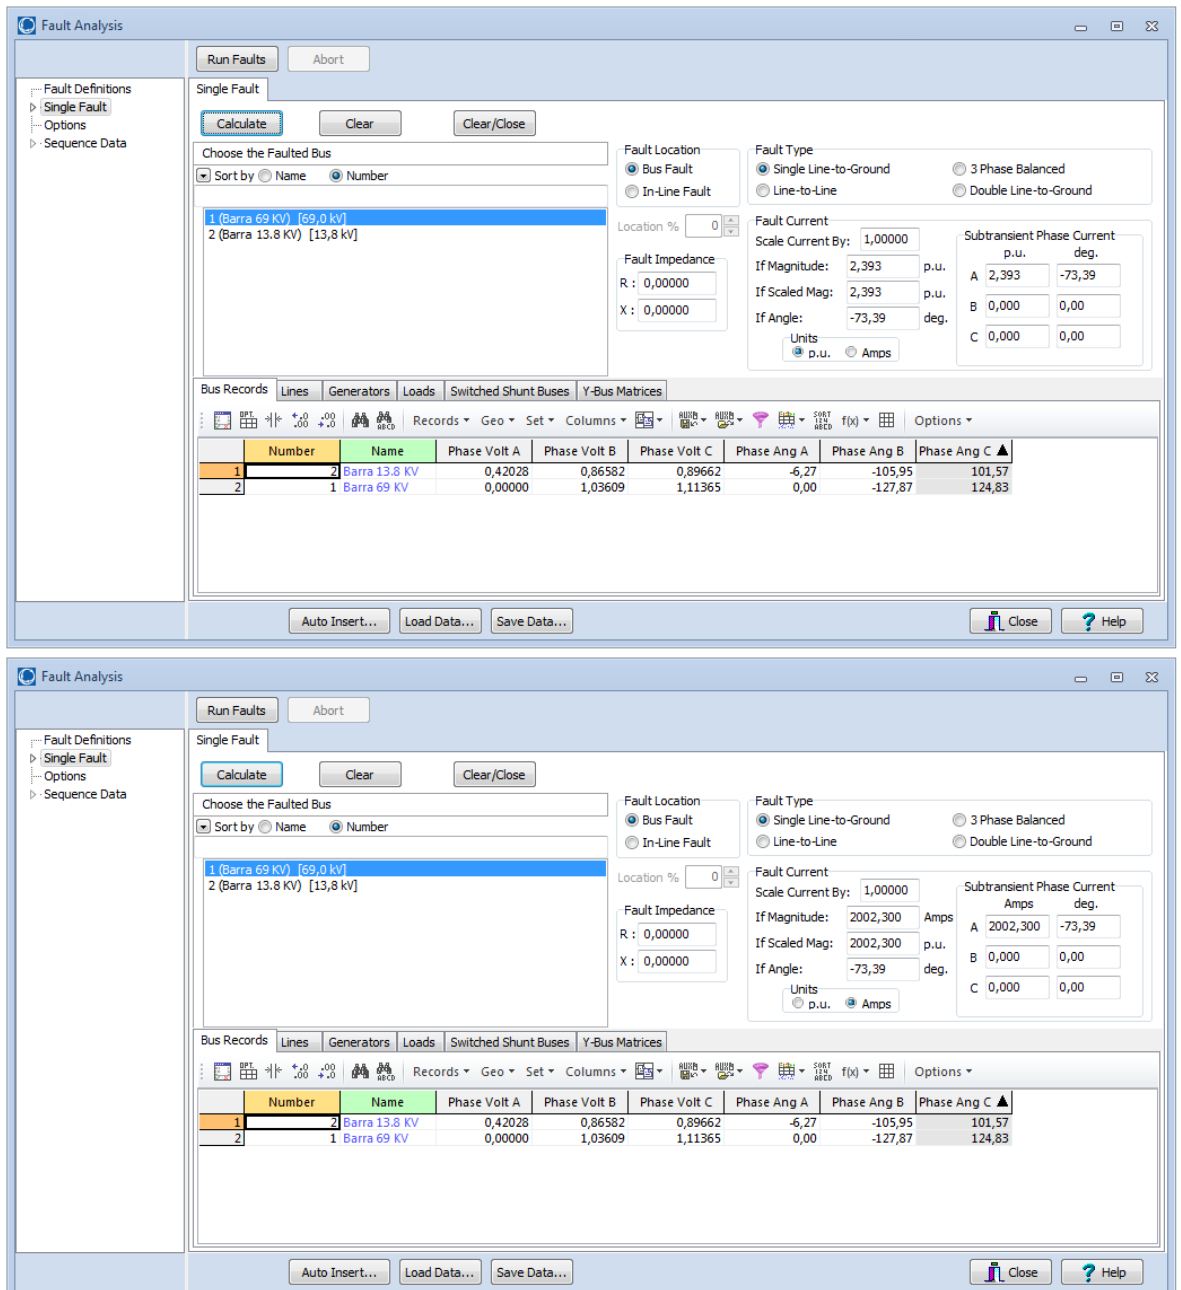 Fault Analysis
Run Faults Abort
Fault Definitions
Single Fault
Options
Sequence Data
Single Fault
Calculate Clear Clear/Close
Choose the Faulted Bus
Sort by Name Number
1 (Barra 69 KV) [69,0 kV]
2 (Barra 13.8 KV) [13,8 kV]
Fault Location
Bus Fault
In-Line Fault
Location % 0
Fault Impedance
R : 0,00000
X : 0,00000
Fault Type
Single Line-to-Ground 3 Phase Balanced
Line-to-Line Double Line-to-Ground
Fault Current
Scale Current By: 1,00000
If Magnitude: 2,393 p.u.
If Scaled Mag: 2,393 p.u.
If Angle: -73,39 deg.
Units
p.u. Amps
Subtransient Phase Current
p.u. deg.
A 2,393 -73,39
B 0,000 0,00
C 0,000 0,00
Bus Records Lines Generators Loads Switched Shunt Buses Y-Bus Matrices
Records Geo Set Columns f(x) Options
Number Name Phase Volt A Phase Volt B Phase Volt C Phase Ang A Phase Ang B Phase Ang C
1 2 Barra 13.8 KV 0,42028 0,86582 0,89662 -6,27 -105,95 101,57
2 1 Barra 69 KV 0,00000 1,03609 1,11365 0,00 -127,87 124,83
Auto Insert... Load Data... Save Data... Close Help
Fault Analysis
Run Faults Abort
Fault Definitions
Single Fault
Options
Sequence Data
Single Fault
Calculate Clear Clear/Close
Choose the Faulted Bus
Sort by Name Number
1 (Barra 69 KV) [69,0 kV]
2 (Barra 13.8 KV) [13,8 kV]
Fault Location
Bus Fault
In-Line Fault
Location % 0
Fault Impedance
R : 0,00000
X : 0,00000
Fault Type
Single Line-to-Ground 3 Phase Balanced
Line-to-Line Double Line-to-Ground
Fault Current
Scale Current By: 1,00000
If Magnitude: 2002,300 Amps
If Scaled Mag: 2002,300 p.u.
If Angle: -73,39 deg.
Units
p.u. Amps
Subtransient Phase Current
Amps deg.
A 2002,300 -73,39
B 0,000 0,00
C 0,000 0,00
Bus Records Lines Generators Loads Switched Shunt Buses Y-Bus Matrices
Records Geo Set Columns f(x) Options
Number Name Phase Volt A Phase Volt B Phase Volt C Phase Ang A Phase Ang B Phase Ang C
1 2 Barra 13.8 KV 0,42028 0,86582 0,89662 -6,27 -105,95 101,57
2 1 Barra 69 KV 0,00000 1,03609 1,11365 0,00 -127,87 124,83
Auto Insert... Load Data... Save Data... Close Help